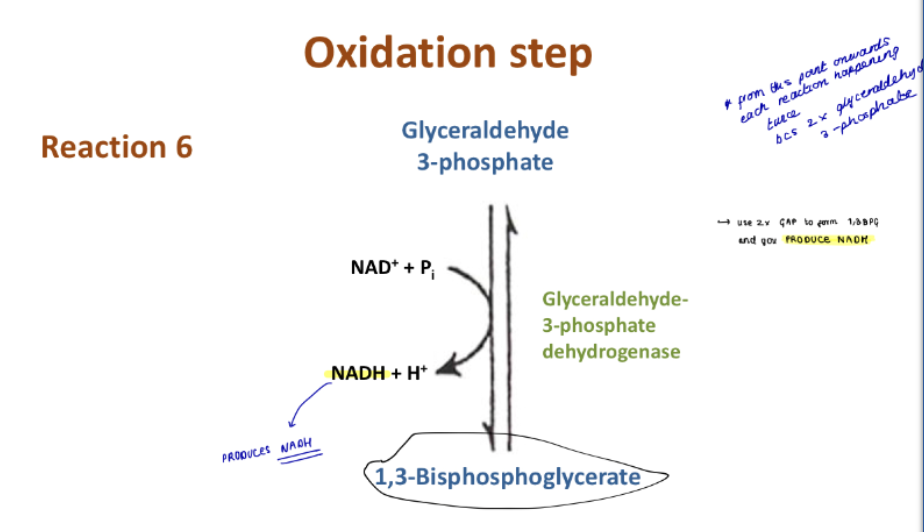 Oxidation step
* from this point onwards
each reaction happening
twice
bcs 2x glyceraldehyd
3-phosphate
Reaction 6
Glyceraldehyde
3-phosphate
→ use 2x GAP to form 1,3BPG
and you PRODUCE NADH
NAD+ + Pi
Glyceraldehyde-
3-phosphate
dehydrogenase
NADH + H+
PRODUCES NADH
1,3-Bisphosphoglycerate